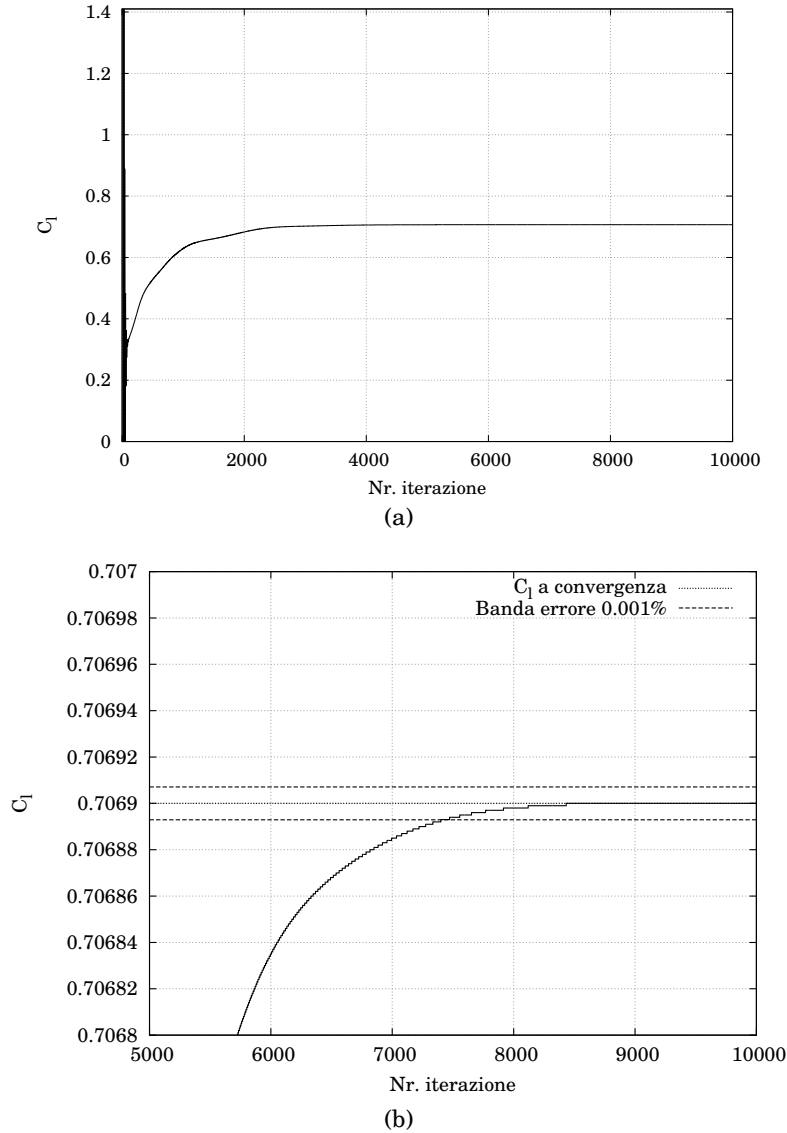 1.4
1.2
1
0.8
0.6
0.4
0.2
0
C_l
0 2000 4000 6000 8000 10000
Nr. iterazione
(a)
0.707
0.70698
0.70696
0.70694
0.70692
0.7069
0.70688
0.70686
0.70684
0.70682
0.7068
C_l
C_l a convergenza
Banda errore 0.001%
5000 6000 7000 8000 9000 10000
Nr. iterazione
(b)